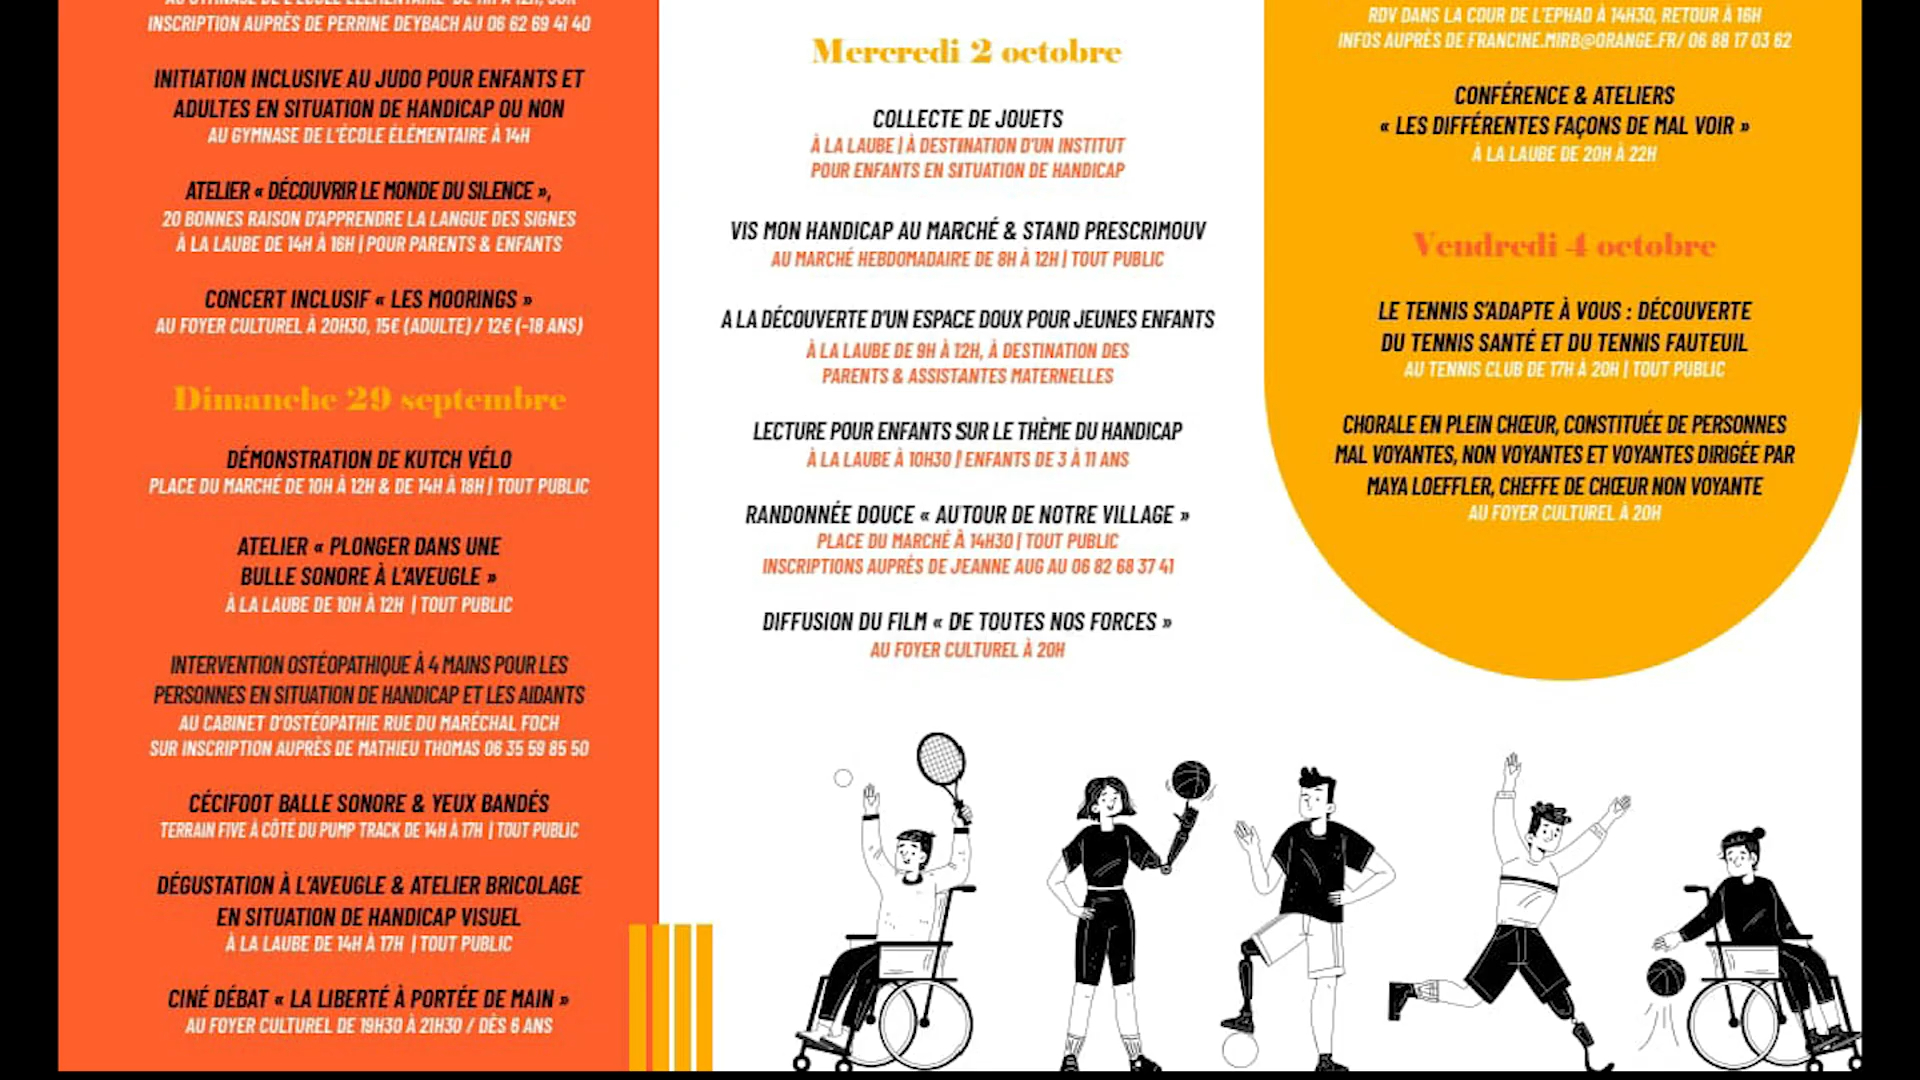 AU GYMNASE DE L'ÉCOLE ÉLÉMENTAIRE DE 11H À 12H, SUR
INSCRIPTION AUPRÈS DE PERRINE DEYBACH AU 06 62 69 41 40
INITIATION INCLUSIVE AU JUDO POUR ENFANTS ET
ADULTES EN SITUATION DE HANDICAP OU NON
AU GYMNASE DE L'ÉCOLE ÉLÉMENTAIRE À 14H
ATELIER « DÉCOUVRIR LE MONDE DU SILENCE »,
20 BONNES RAISON D'APPRENDRE LA LANGUE DES SIGNES
À LA LAUBE DE 14H À 16H | POUR PARENTS & ENFANTS
CONCERT INCLUSIF « LES MOORINGS »
AU FOYER CULTUREL À 20H30, 15€ (ADULTE) / 12€ (-18 ANS)
Dimanche 29 septembre
DÉMONSTRATION DE KUTCH VÉLO
PLACE DU MARCHÉ DE 10H À 12H & DE 14H À 18H | TOUT PUBLIC
ATELIER « PLONGER DANS UNE
BULLE SONORE À L'AVEUGLE »
À LA LAUBE DE 10H À 12H | TOUT PUBLIC
INTERVENTION OSTÉOPATHIQUE À 4 MAINS POUR LES
PERSONNES EN SITUATION DE HANDICAP ET LES AIDANTS
AU CABINET D'OSTÉOPATHIE RUE DU MARÉCHAL FOCH
SUR INSCRIPTION AUPRÈS DE MATHIEU THOMAS 06 35 59 85 50
CÉCIFOOT BALLE SONORE & YEUX BANDÉS
TERRAIN FIVE À CÔTÉ DU PUMP TRACK DE 14H À 17H | TOUT PUBLIC
DÉGUSTATION À L'AVEUGLE & ATELIER BRICOLAGE
EN SITUATION DE HANDICAP VISUEL
À LA LAUBE DE 14H À 17H | TOUT PUBLIC
CINÉ DÉBAT « LA LIBERTÉ À PORTÉE DE MAIN »
AU FOYER CULTUREL DE 19H30 À 21H30 / DÈS 6 ANS
Mercredi 2 octobre
COLLECTE DE JOUETS
À LA LAUBE | À DESTINATION D'UN INSTITUT
POUR ENFANTS EN SITUATION DE HANDICAP
VIS MON HANDICAP AU MARCHÉ & STAND PRESCRIMOUV
AU MARCHÉ HEBDOMADAIRE DE 8H À 12H | TOUT PUBLIC
A LA DÉCOUVERTE D'UN ESPACE DOUX POUR JEUNES ENFANTS
À LA LAUBE DE 9H À 12H, À DESTINATION DES
PARENTS & ASSISTANTES MATERNELLES
LECTURE POUR ENFANTS SUR LE THÈME DU HANDICAP
À LA LAUBE À 10H30 | ENFANTS DE 3 À 11 ANS
RANDONNÉE DOUCE « AUTOUR DE NOTRE VILLAGE »
PLACE DU MARCHÉ À 14H30 | TOUT PUBLIC
INSCRIPTIONS AUPRÈS DE JEANNE AUG AU 06 82 68 37 41
DIFFUSION DU FILM « DE TOUTES NOS FORCES »
AU FOYER CULTUREL À 20H
RDV DANS LA COUR DE L'EPHAD À 14H30, RETOUR À 16H
INFOS AUPRÈS DE FRANCINE.MIRB@ORANGE.FR/ 06 88 17 03 62
CONFÉRENCE & ATELIERS
« LES DIFFÉRENTES FAÇONS DE MAL VOIR »
À LA LAUBE DE 20H À 22H
Vendredi 4 octobre
LE TENNIS S'ADAPTE À VOUS : DÉCOUVERTE
DU TENNIS SANTÉ ET DU TENNIS FAUTEUIL
AU TENNIS CLUB DE 17H À 20H | TOUT PUBLIC
CHORALE EN PLEIN CHŒUR, CONSTITUÉE DE PERSONNES
MAL VOYANTES, NON VOYANTES ET VOYANTES DIRIGÉE PAR
MAYA LOEFFLER, CHEFFE DE CHŒUR NON VOYANTE
AU FOYER CULTUREL À 20H